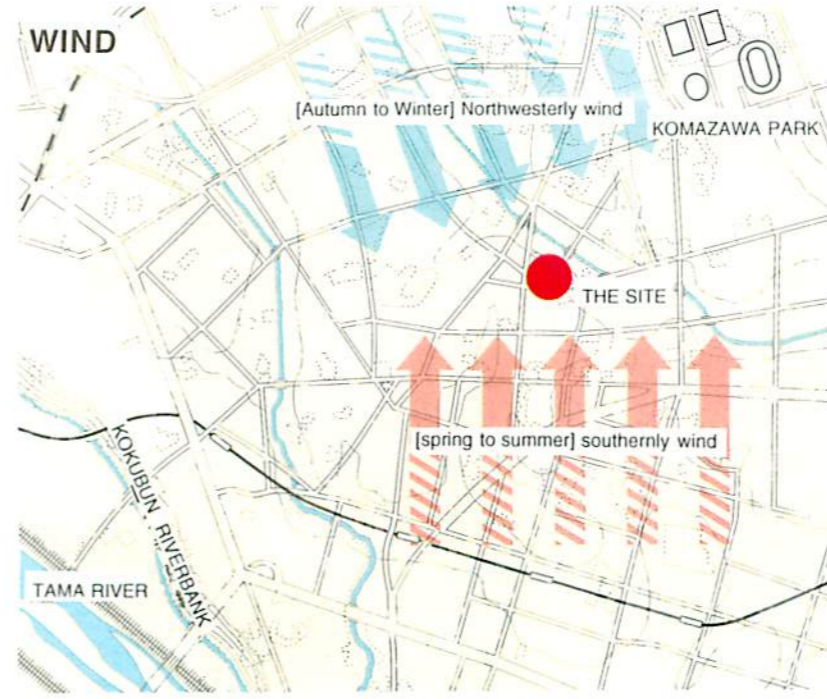 WIND
[Autumn to Winter] Northwesterly wind
KOMAZAWA PARK
THE SITE
[spring to summer] southernly wind
KOKUBUN RIVERBANK
TAMA RIVER